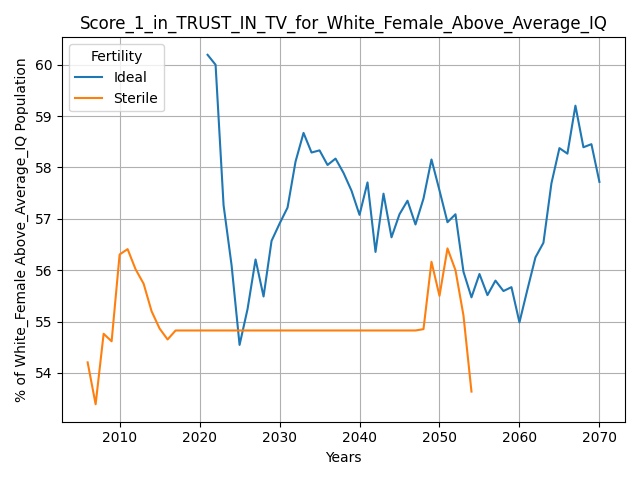 Score_1_in_TRUST_IN_TV_for_White_Female_Above_Average_IQ
Fertility
Ideal
Sterile
% of White_Female Above_Average_IQ Population
60
59
58
57
56
55
54
2010
2020
2030
2040
2050
2060
2070
Years